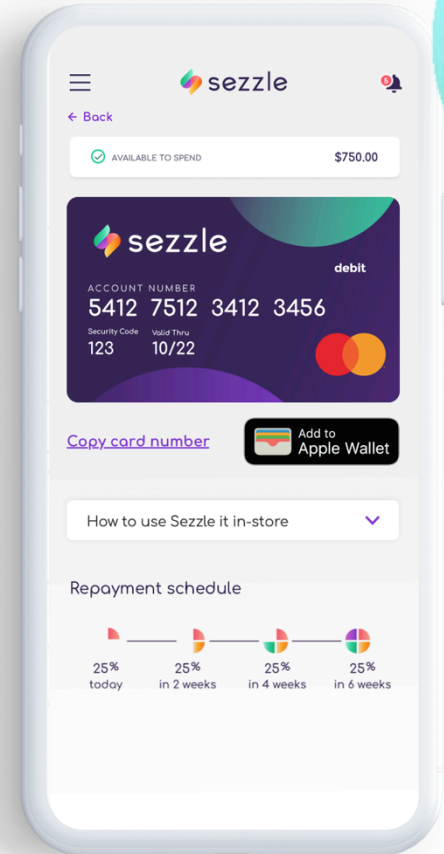 sezzle
5
← Back
AVAILABLE TO SPEND $750.00
sezzle
debit
ACCOUNT NUMBER
5412 7512 3412 3456
Security Code Valid Thru
123 10/22
Copy card number
Add to
Apple Wallet
How to use Sezzle it in-store
Repayment schedule
25% 25% 25% 25%
today in 2 weeks in 4 weeks in 6 weeks